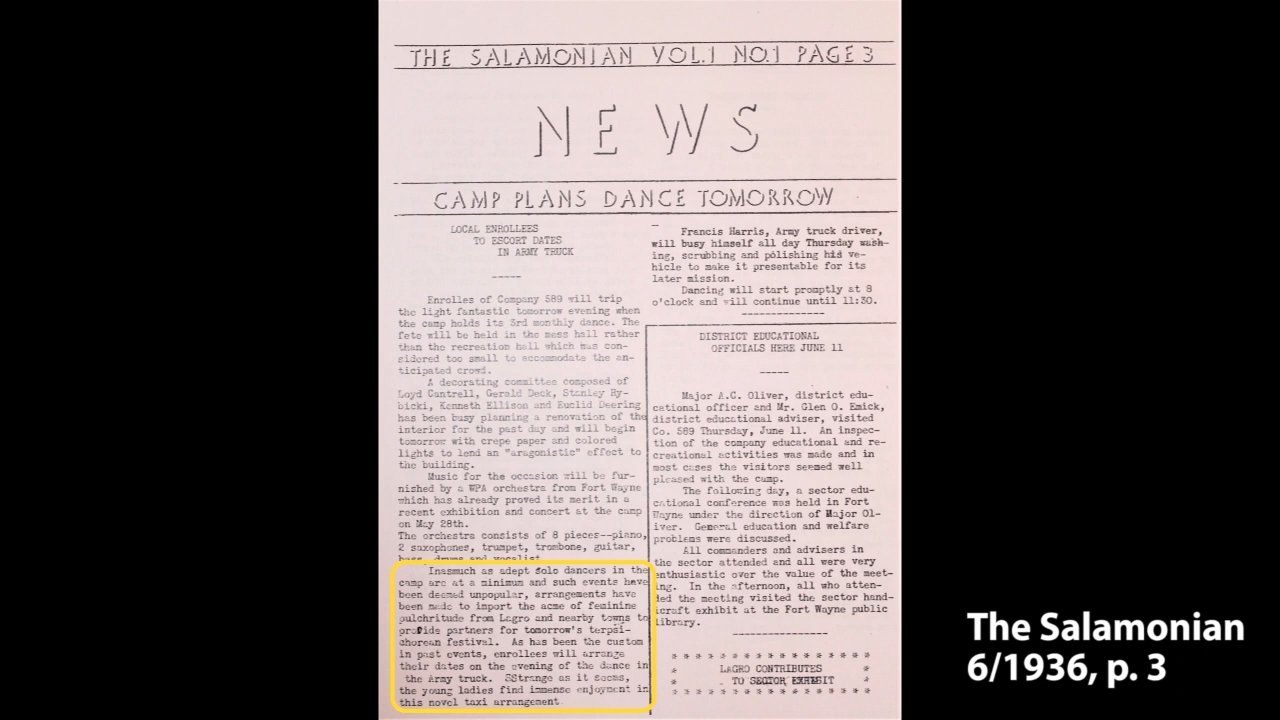 THE SALAMONIAN VOL.1 NO.1 PAGE 3
NEWS
CAMP PLANS DANCE TOMORROW
LOCAL ENROLLEES
TO ESCORT DATES
IN ARMY TRUCK
-----
Enrolles of Company 589 will trip
the light fantastic tomorrow evening when
the camp holds its 3rd monthly dance. The
fete will be held in the mess hall rather
than the recreation hall which was con-
sidered too small to accommodate the an-
ticipated crowd.
A decorating committee composed of
Loyd Cantrell, Gerald Deck, Stanley Ry-
bicki, Kenneth Ellison and Euclid Deering
has been busy planning a renovation of the
interior for the past day and will begin
tomorrow with crepe paper and colored
lights to lend an "aragonistic" effect to
the building.
Music for the occasion will be fur-
nished by a WPA orchestra from Fort Wayne
which has already proved its merit in a
recent exhibition and concert at the camp
on May 28th.
The orchestra consists of 8 pieces--piano,
2 saxophones, trumpet, trombone, guitar,
bass, drums and vocalist.
Inasmuch as adept solo dancers in the
camp are at a minimum and such events have
been deemed unpopular, arrangements have
been made to import the acme of feminine
pulchritude from Lagro and nearby towns to
provide partners for tomorrow's terpsi-
chorean festival. As has been the custom
in past events, enrollees will arrange
their dates on the evening of the dance in
the Army truck. SStrange as it seems,
the young ladies find immense enjoyment in
this novel taxi arrangement.
Francis Harris, Army truck driver,
will busy himself all day Thursday wash-
ing, scrubbing and polishing his ve-
hicle to make it presentable for its
later mission.
Dancing will start promptly at 8
o'clock and will continue until 11:30.
--------------
DISTRICT EDUCATIONAL
OFFICIALS HERE JUNE 11
-----
Major A.C. Oliver, district edu-
cational officer and Mr. Glen O. Emick,
district educational adviser, visited
Co. 589 Thursday, June 11. An inspec-
tion of the company educational and re-
creational activities was made and in
most cases the visitors seemed well
pleased with the camp.
The following day, a sector edu-
cational conference was held in Fort
Wayne under the direction of Major Ol-
iver. General education and welfare
problems were discussed.
All commanders and advisers in
the sector attended and all were very
enthusiastic over the value of the meet-
ing. In the afternoon, all who atten-
ded the meeting visited the sector hand-
icraft exhibit at the Fort Wayne public
library.
--------------
* * * * * * * * * * * * * * *
* LAGRO CONTRIBUTES *
* TO SECTOR EXHIBIT *
* * * * * * * * * * * * * * *
The Salamonian
6/1936, p. 3